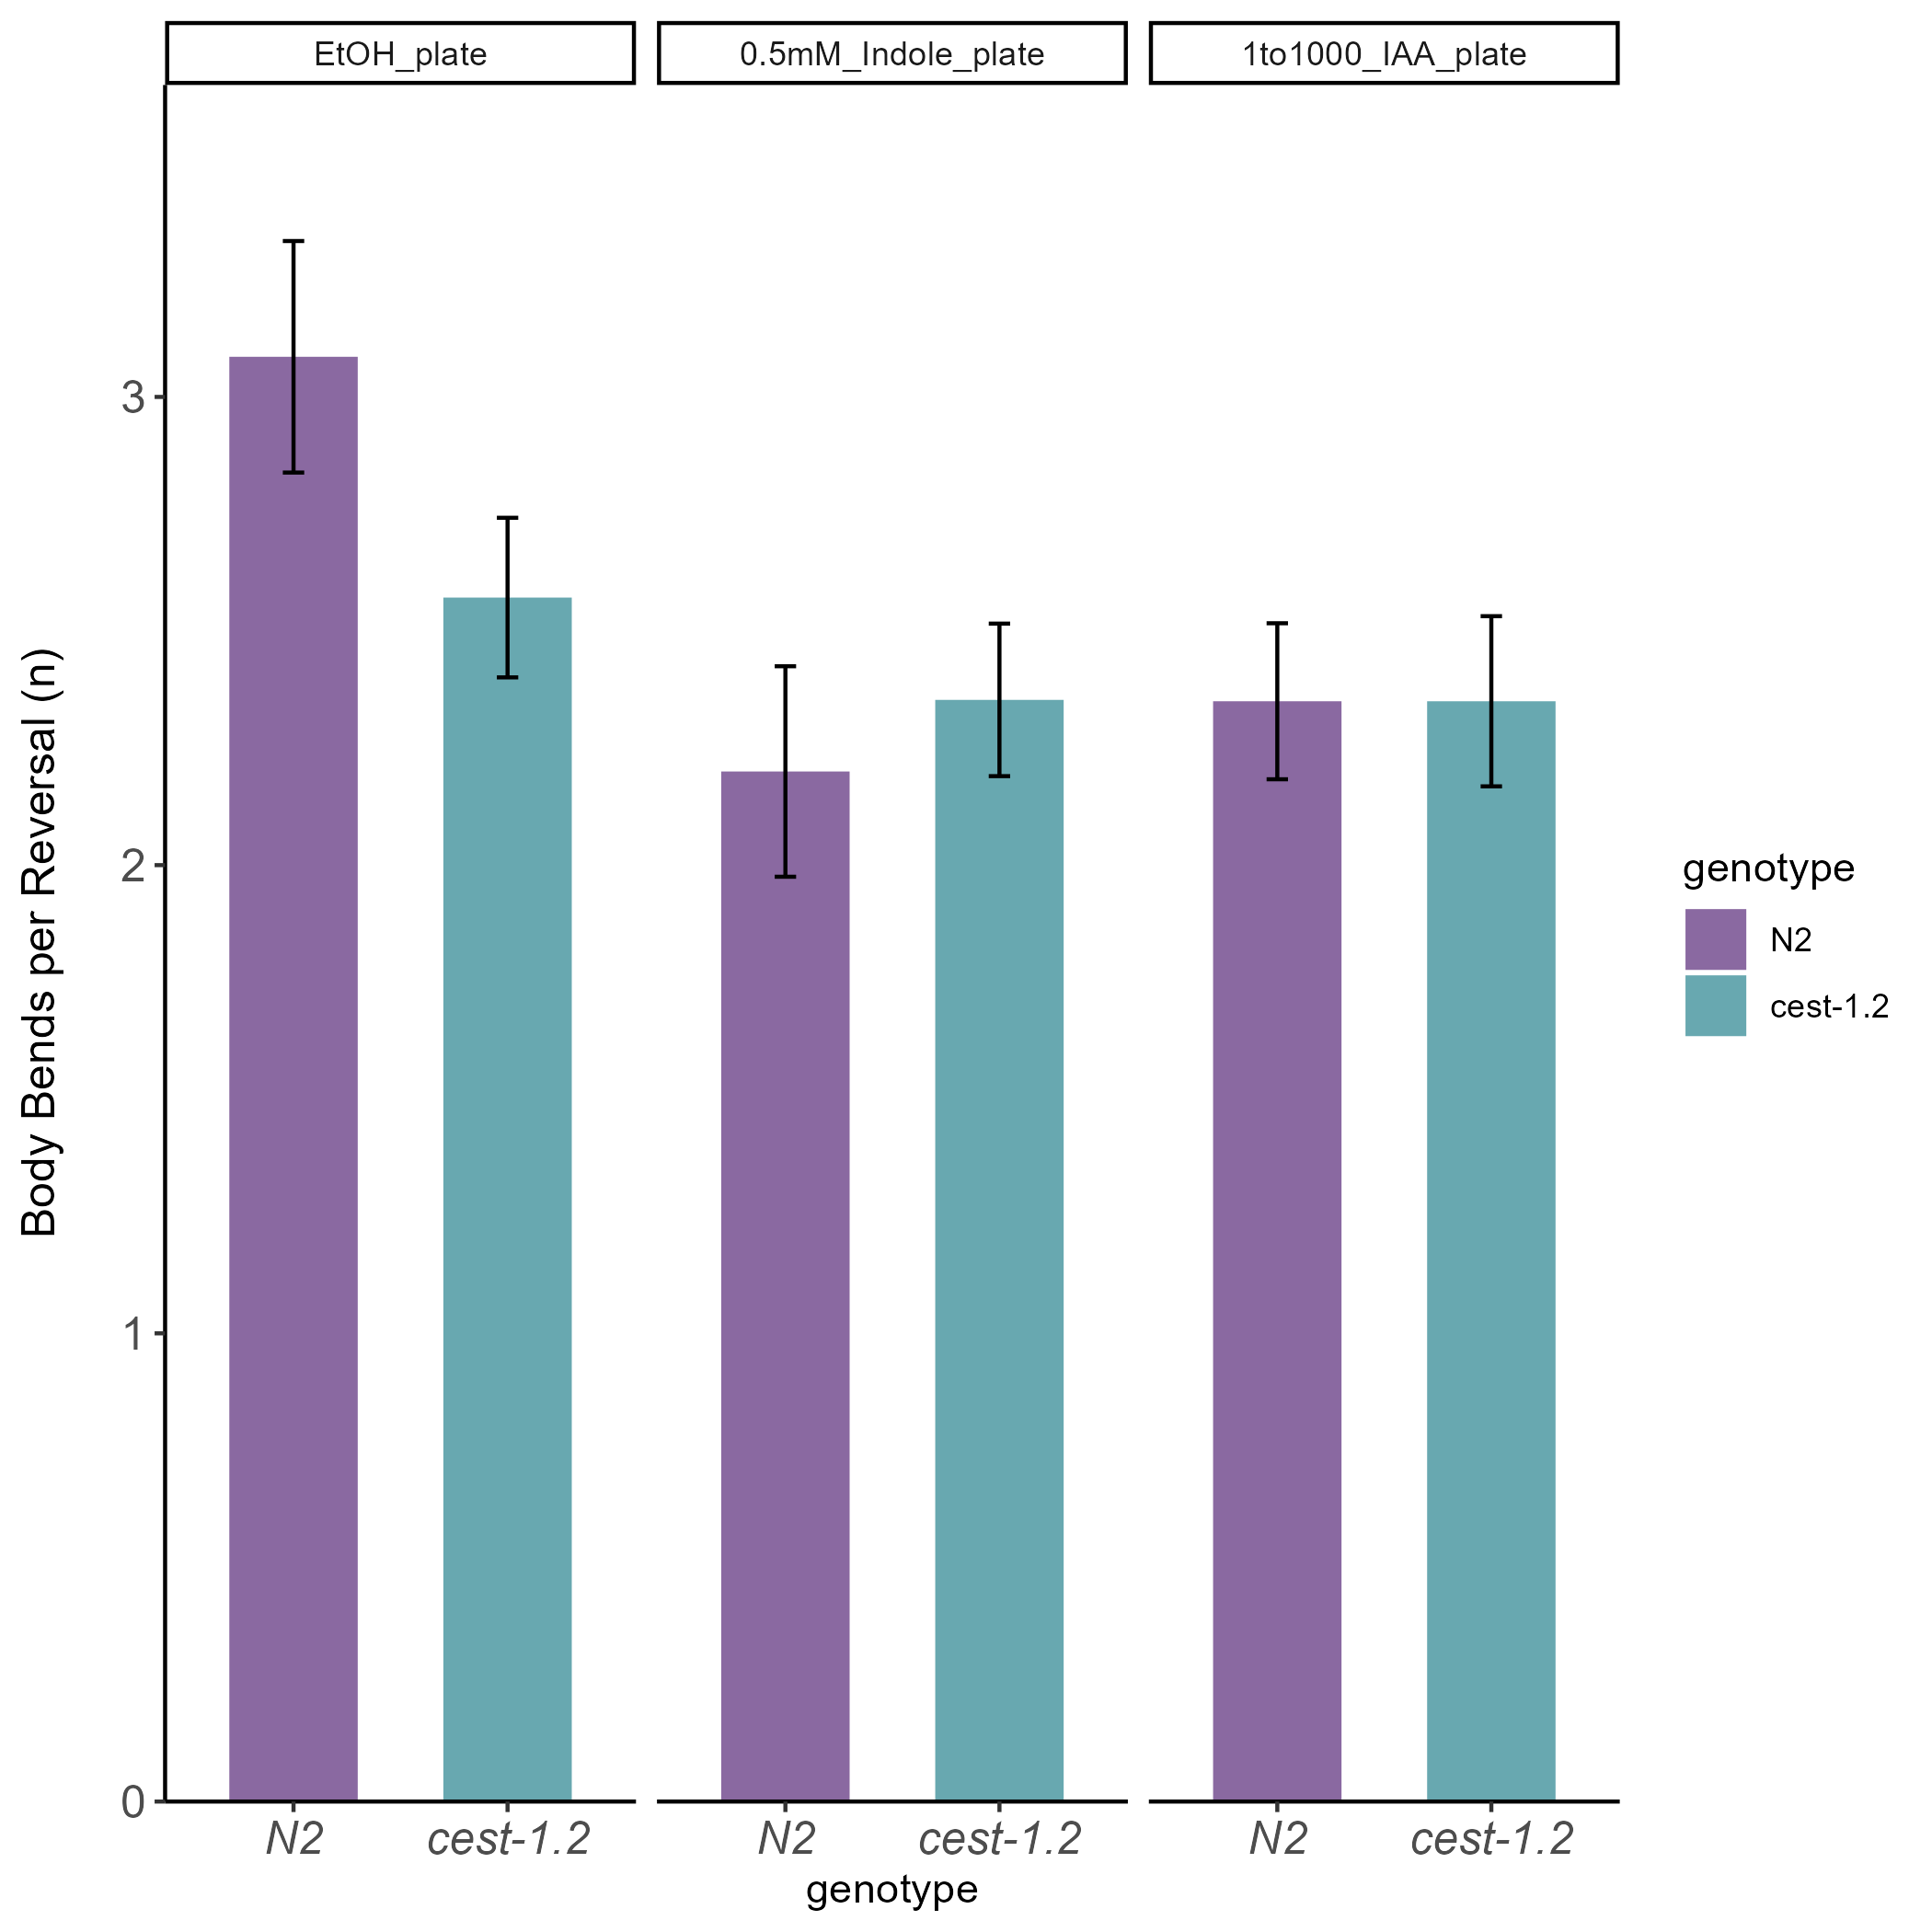 EtOH_plate 0.5mM_Indole_plate 1to1000_IAA_plate
Body Bends per Reversal (n)
3
2
1
0
N2 cest-1.2 N2 cest-1.2 N2 cest-1.2
genotype
genotype
N2
cest-1.2